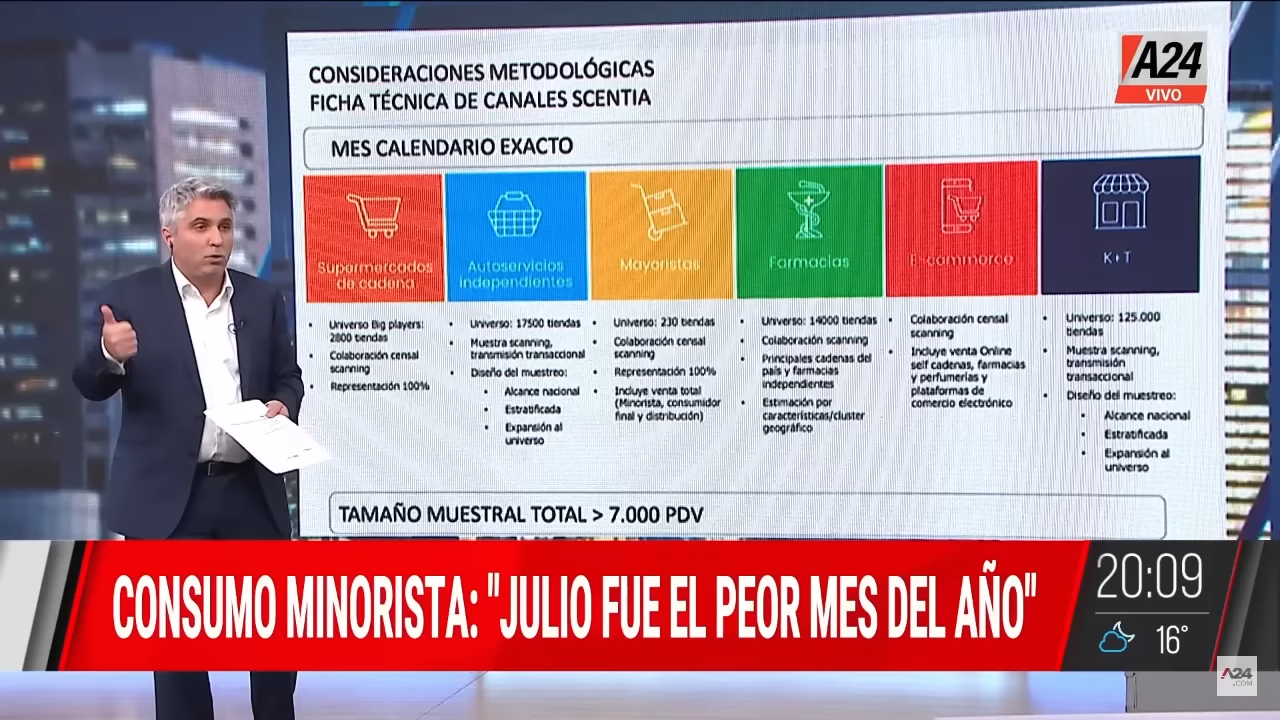 CONSIDERACIONES METODOLÓGICAS
FICHA TÉCNICA DE CANALES SCENTIA
A24
VIVO
MES CALENDARIO EXACTO
Supermercados
de cadena
Autoservicios
independientes
Mayoristas
Farmacias
E-commerce
K+T
• Universo Big players:
2800 tiendas
• Colaboración censal
scanning
• Representación 100%
• Universo: 17500 tiendas
• Muestra scanning,
transmisión transaccional
• Diseño del muestreo:
• Alcance nacional
• Estratificada
• Expansión al
universo
• Universo: 230 tiendas
• Colaboración censal
scanning
• Representación 100%
• Incluye venta total
(Minorista, consumidor
final y distribución)
• Universo: 14000 tiendas
• Colaboración scanning
• Principales cadenas del
país y farmacias
independientes
• Estimación por
características/cluster
geográfico
• Colaboración censal
scanning
• Incluye venta Online
self cadenas, farmacias
y perfumerías y
plataformas de
comercio electrónico
• Universo: 125.000
tiendas
• Muestra scanning,
transmisión
transaccional
• Diseño del muestreo:
• Alcance nacional
• Estratificada
• Expansión al
universo
TAMAÑO MUESTRAL TOTAL > 7.000 PDV
CONSUMO MINORISTA: "JULIO FUE EL PEOR MES DEL AÑO"
20:09
16°
A24
.COM